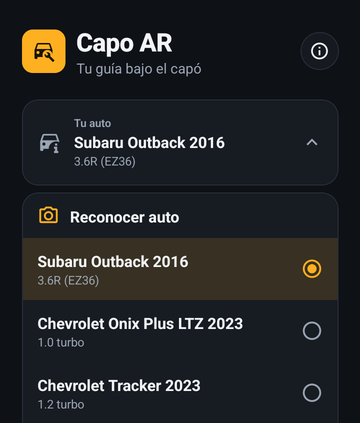 Capo AR
Tu guía bajo el capó
Tu auto
Subaru Outback 2016
3.6R (EZ36)
Reconocer auto
Subaru Outback 2016
3.6R (EZ36)
Chevrolet Onix Plus LTZ 2023
1.0 turbo
Chevrolet Tracker 2023
1.2 turbo